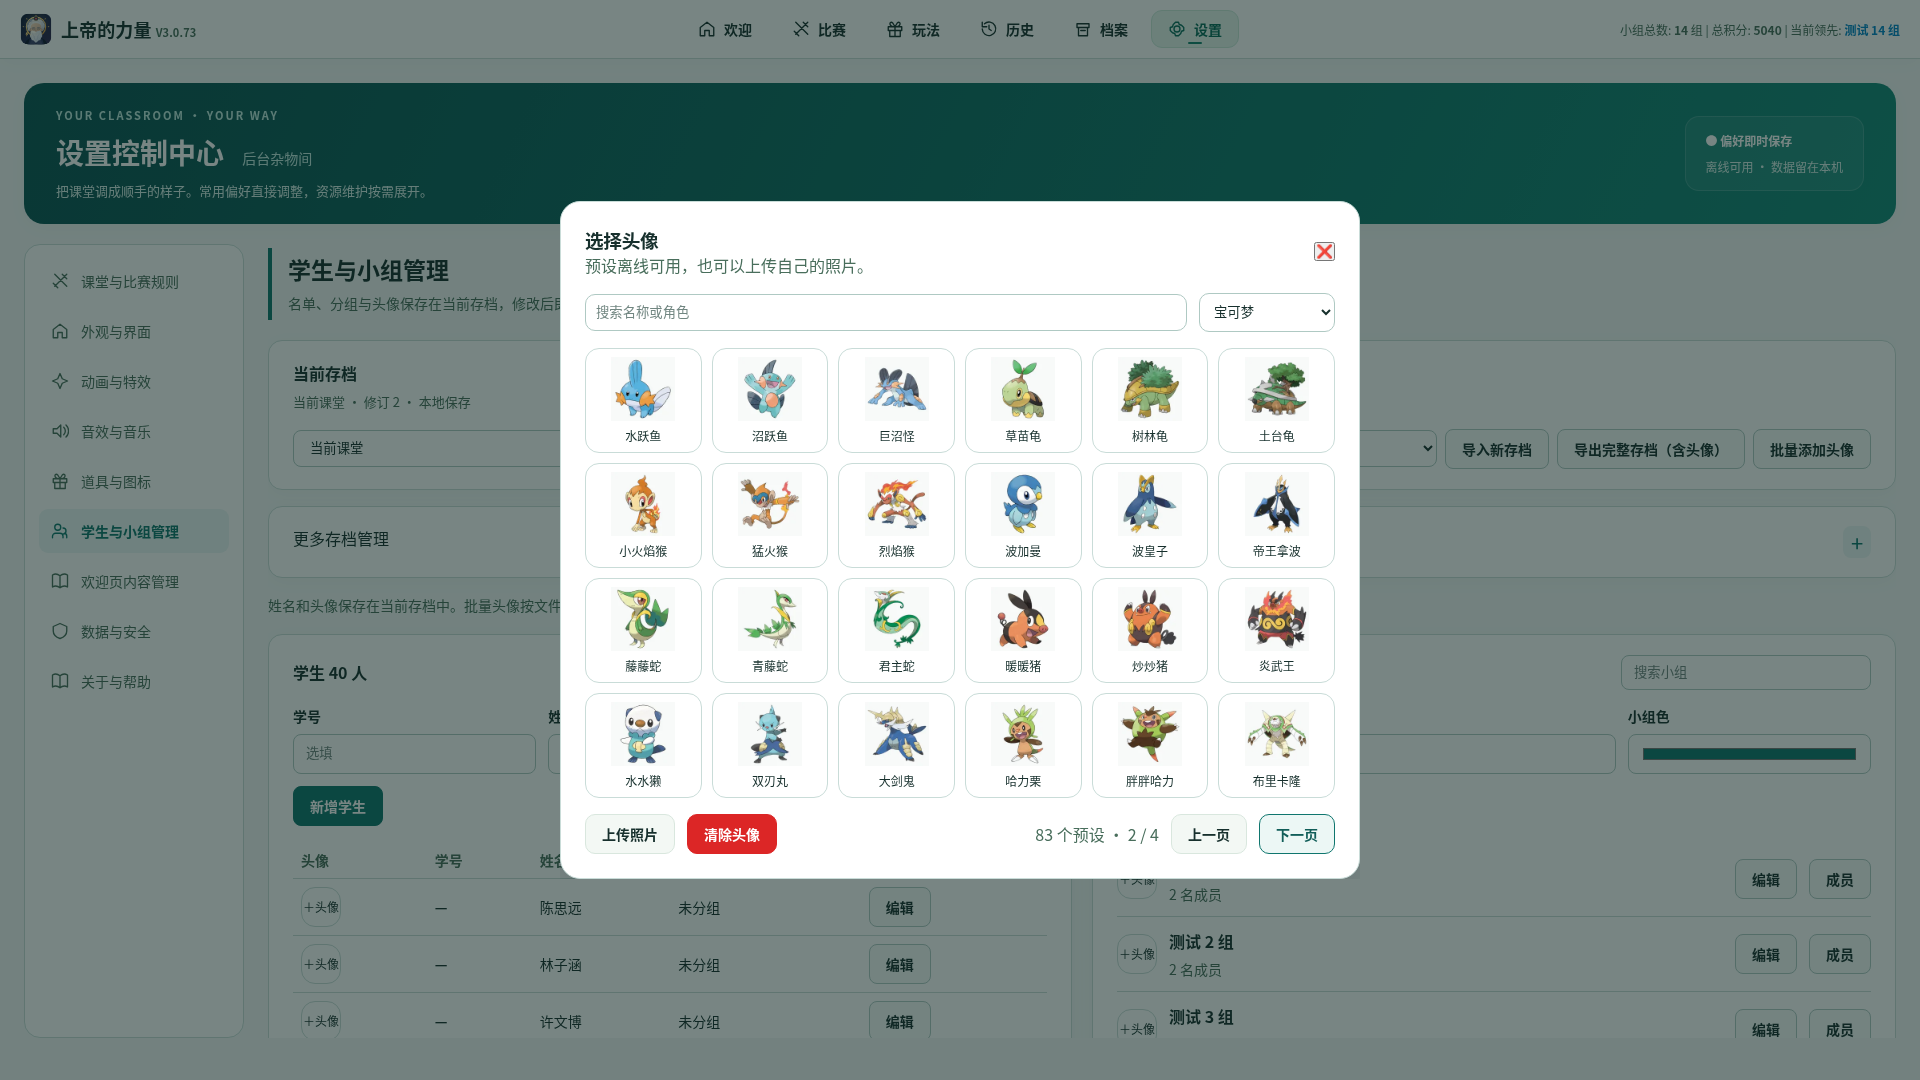 上帝的力量 V3.0.73
欢迎
比赛
玩法
历史
档案
设置
小组总数: 14 组 | 总积分: 5040 | 当前领先: 测试 14 组
YOUR CLASSROOM · YOUR WAY
设置控制中心 后台杂物间
把课堂调成顺手的样子。常用偏好直接调整，资源维护按需展开。
偏好即时保存
离线可用 · 数据留在本机
课堂与比赛规则
外观与界面
动画与特效
音效与音乐
道具与图标
学生与小组管理
欢迎页内容管理
数据与安全
关于与帮助
学生与小组管理
名单、分组与头像保存在当前存档，修改后
当前存档
当前课堂 · 修订 2 · 本地保存
当前课堂
导入新存档
导出完整存档（含头像）
批量添加头像
更多存档管理
+
姓名和头像保存在当前存档中。批量头像按文件
学生 40 人
学号
选填
新增学生
头像 学号
＋头像 — 陈思远 未分组 编辑
＋头像 — 林子涵 未分组 编辑
＋头像 — 许文博 未分组 编辑
搜索小组
小组色
2 名成员
编辑 成员
＋头像
测试 2 组
2 名成员
编辑 成员
＋头像
测试 3 组
编辑 成员
选择头像
预设离线可用，也可以上传自己的照片。
搜索名称或角色
宝可梦
水跃鱼 沼跃鱼 巨沼怪 草苗龟 树林龟 土台龟
小火焰猴 猛火猴 烈焰猴 波加曼 波皇子 帝王拿波
藤藤蛇 青藤蛇 君主蛇 暖暖猪 炒炒猪 炎武王
水水獭 双刃丸 大剑鬼 哈力栗 胖胖哈力 布里卡隆
上传照片
清除头像
83 个预设 · 2 / 4
上一页
下一页